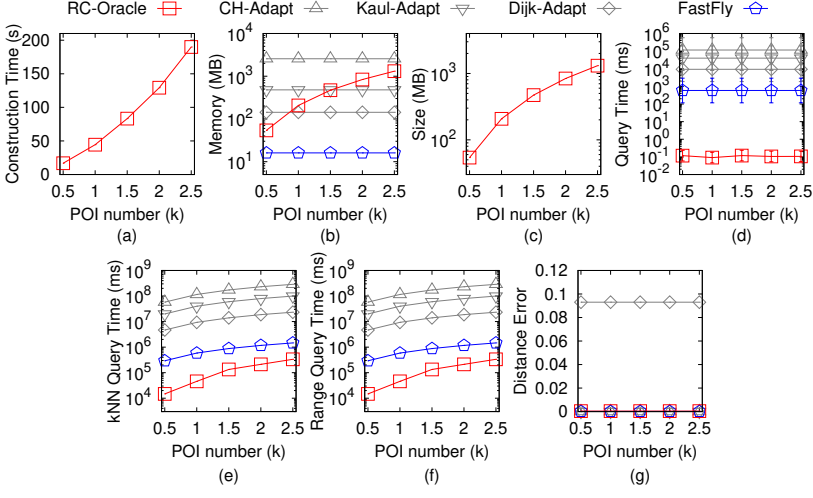 RC-Oracle CH-Adapt Kaul-Adapt Dijk-Adapt FastFly
Construction Time (s)
200
150
100
50
0
0.5 1 1.5 2 2.5
POI number (k)
(a)
Memory (MB)
10^4
10^3
10^2
10^1
0.5 1 1.5 2 2.5
POI number (k)
(b)
Size (MB)
10^3
10^2
0.5 1 1.5 2 2.5
POI number (k)
(c)
Query Time (ms)
10^6
10^5
10^4
10^3
10^2
10^1
10^0
10^-1
10^-2
0.5 1 1.5 2 2.5
POI number (k)
(d)
kNN Query Time (ms)
10^9
10^8
10^7
10^6
10^5
10^4
0.5 1 1.5 2 2.5
POI number (k)
(e)
Range Query Time (ms)
10^9
10^8
10^7
10^6
10^5
10^4
0.5 1 1.5 2 2.5
POI number (k)
(f)
Distance Error
0.12
0.1
0.08
0.06
0.04
0.02
0
0.5 1 1.5 2 2.5
POI number (k)
(g)